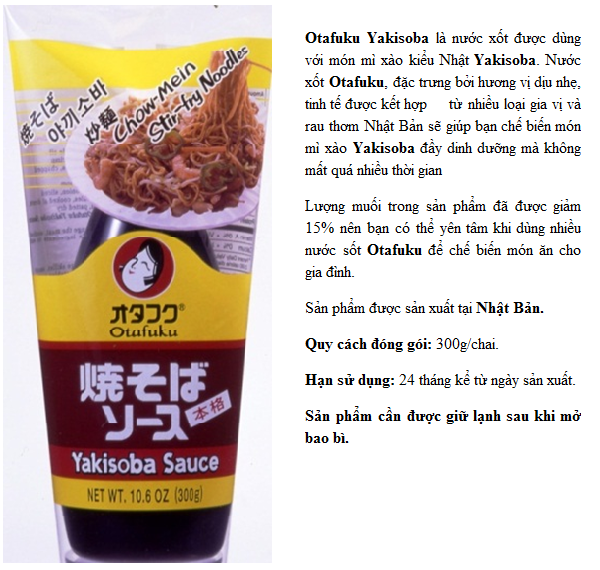 焼そば
야끼소바
炒麵
Chow-Mein
Stir-fry Noodles
オタフク®
Otafuku
焼そば
ソース
本格
Yakisoba Sauce
NET WT. 10.6 OZ (300g)
Otafuku Yakisoba là nước xốt được dùng
với món mì xào kiểu Nhật Yakisoba. Nước
xốt Otafuku, đặc trưng bởi hương vị dịu nhẹ,
tinh tế được kết hợp từ nhiều loại gia vị và
rau thơm Nhật Bản sẽ giúp bạn chế biến món
mì xào Yakisoba đầy dinh dưỡng mà không
mất quá nhiều thời gian
Lượng muối trong sản phẩm đã được giảm
15% nên bạn có thể yên tâm khi dùng nhiều
nước sốt Otafuku để chế biến món ăn cho
gia đình.
Sản phẩm được sản xuất tại Nhật Bản.
Quy cách đóng gói: 300g/chai.
Hạn sử dụng: 24 tháng kể từ ngày sản xuất.
Sản phẩm cần được giữ lạnh sau khi mở
bao bì.